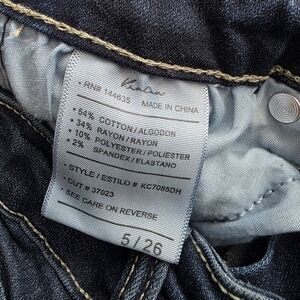 KanCan
• RN# 144635
MADE IN CHINA
• 54% COTTON / ALGODON
• 34% RAYON / RAYON
• 10% POLYESTER / POLIESTER
• 2% SPANDEX / ELASTANO
• STYLE / ESTILO # KC7085DH
• CUT # 37023
• SEE CARE ON REVERSE
5 / 26